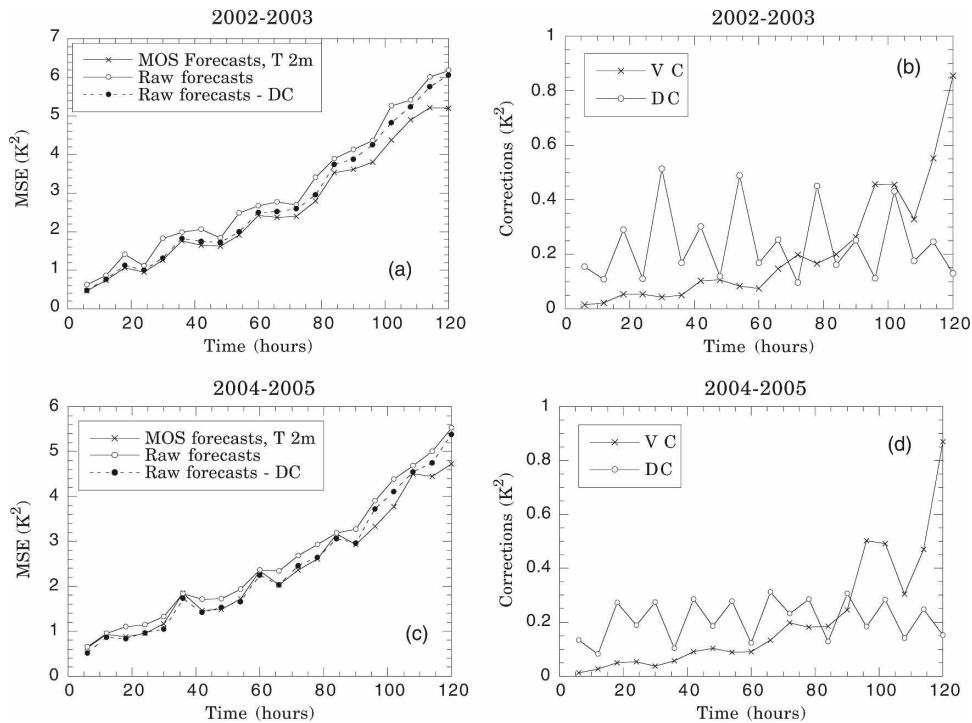 2002-2003
6
5
4
3
2
1
0
MSE (K²)
MOS Forecasts, T 2m
Raw forecasts
Raw forecasts - DC
(a)
0 20 40 60 80 100 120
Time (hours)
2002-2003
1
0.8
0.6
0.4
0.2
0
Corrections (K²)
V C
DC
(b)
0 20 40 60 80 100 120
Time (hours)
2004-2005
6
5
4
3
2
1
0
MSE (K²)
MOS forecasts, T 2m
Raw forecasts
Raw forecasts - DC
(c)
0 20 40 60 80 100 120
Time (hours)
2004-2005
1
0.8
0.6
0.4
0.2
0
Corrections (K²)
V C
DC
(d)
0 20 40 60 80 100 120
Time (hours)